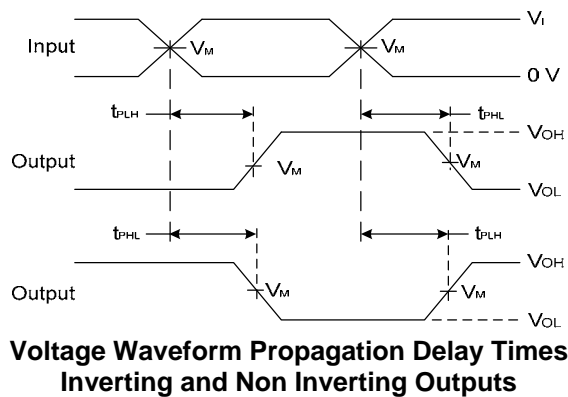 Input
VM
VM
VI
0 V
tPLH
tPHL
VOH
Output
VM
VM
VOL
tPHL
tPLH
VOH
Output
VM
VM
VOL
Voltage Waveform Propagation Delay Times
Inverting and Non Inverting Outputs